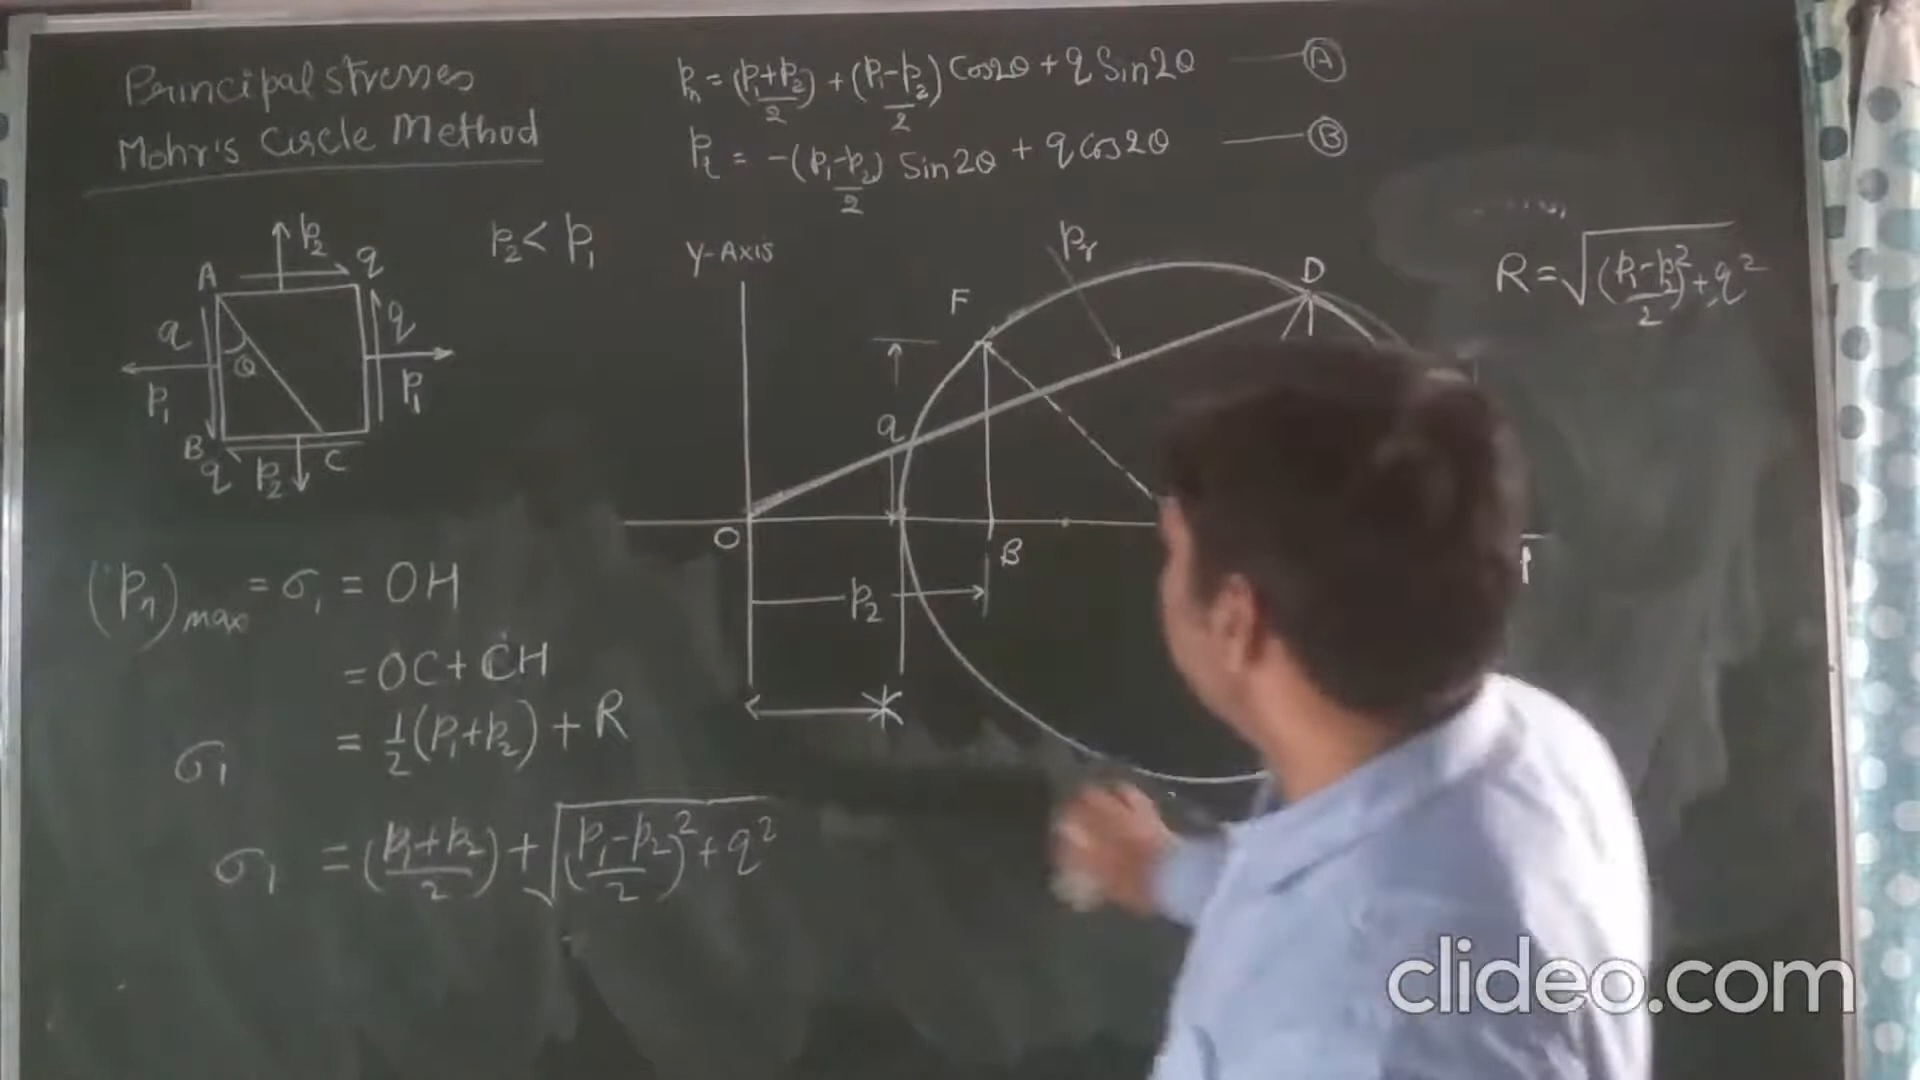 Principal stresses
Mohr's Circle Method
Pn = (P1+P2)/2 + (P1-P2)/2 Cos2θ + q Sin2θ — A
Pt = -(P1-P2)/2 Sin2θ + q cos2θ — B
P2 < P1
P2
A
q
q
q
θ
P1
P1
B
q
P2
C
Y-Axis
Pr
F
D
q
O
B
P2
R = √((P1-P2)/2)² + q²
(Pn)max = σ1 = OH
= OC + CH
σ1 = 1/2 (P1+P2) + R
σ1 = (P1+P2)/2 + √((P1-P2)/2)² + q²
clideo.com